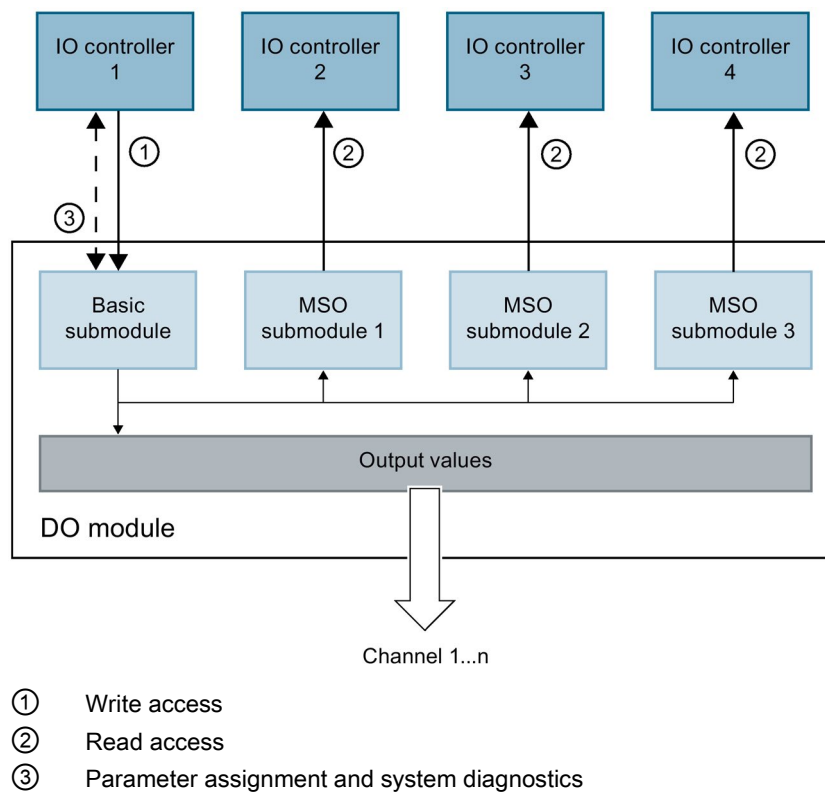 IO controller
1
IO controller
2
IO controller
3
IO controller
4
1
2
2
2
3
Basic
submodule
MSO
submodule 1
MSO
submodule 2
MSO
submodule 3
Output values
DO module
Channel 1...n
1 Write access
2 Read access
3 Parameter assignment and system diagnostics